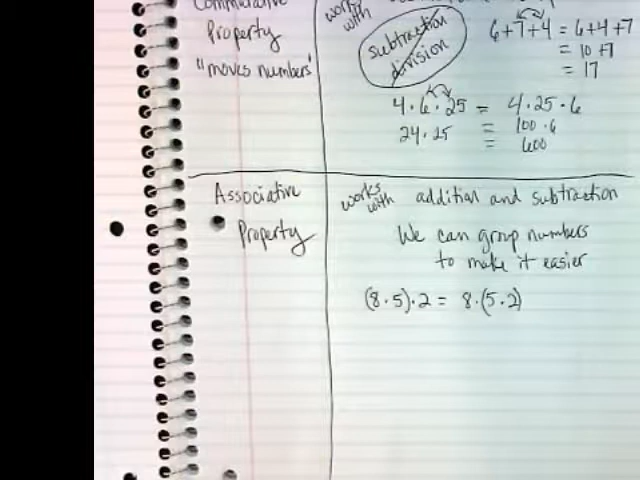 Commutative
Property
"moves numbers"
works
with
subtraction
division
6+7+4 = 6+4+7
= 10+7
= 17
4·6·25 = 4·25·6
24·25 = 100·6
= 600
Associative
Property
works
with addition and subtraction
We can group numbers
to make it easier
(8·5)·2 = 8·(5·2)